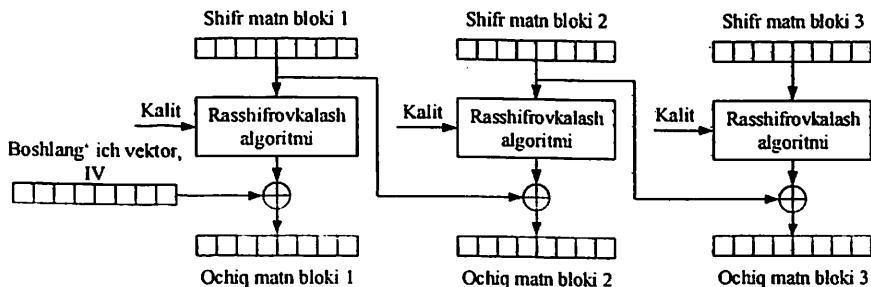 Shifr matn bloki 1
Shifr matn bloki 2
Shifr matn bloki 3
Kalit
Rasshifrovkalash
algoritmi
Kalit
Rasshifrovkalash
algoritmi
Kalit
Rasshifrovkalash
algoritmi
Boshlang‘ ich vektor,
IV
Ochiq matn bloki 1
Ochiq matn bloki 2
Ochiq matn bloki 3